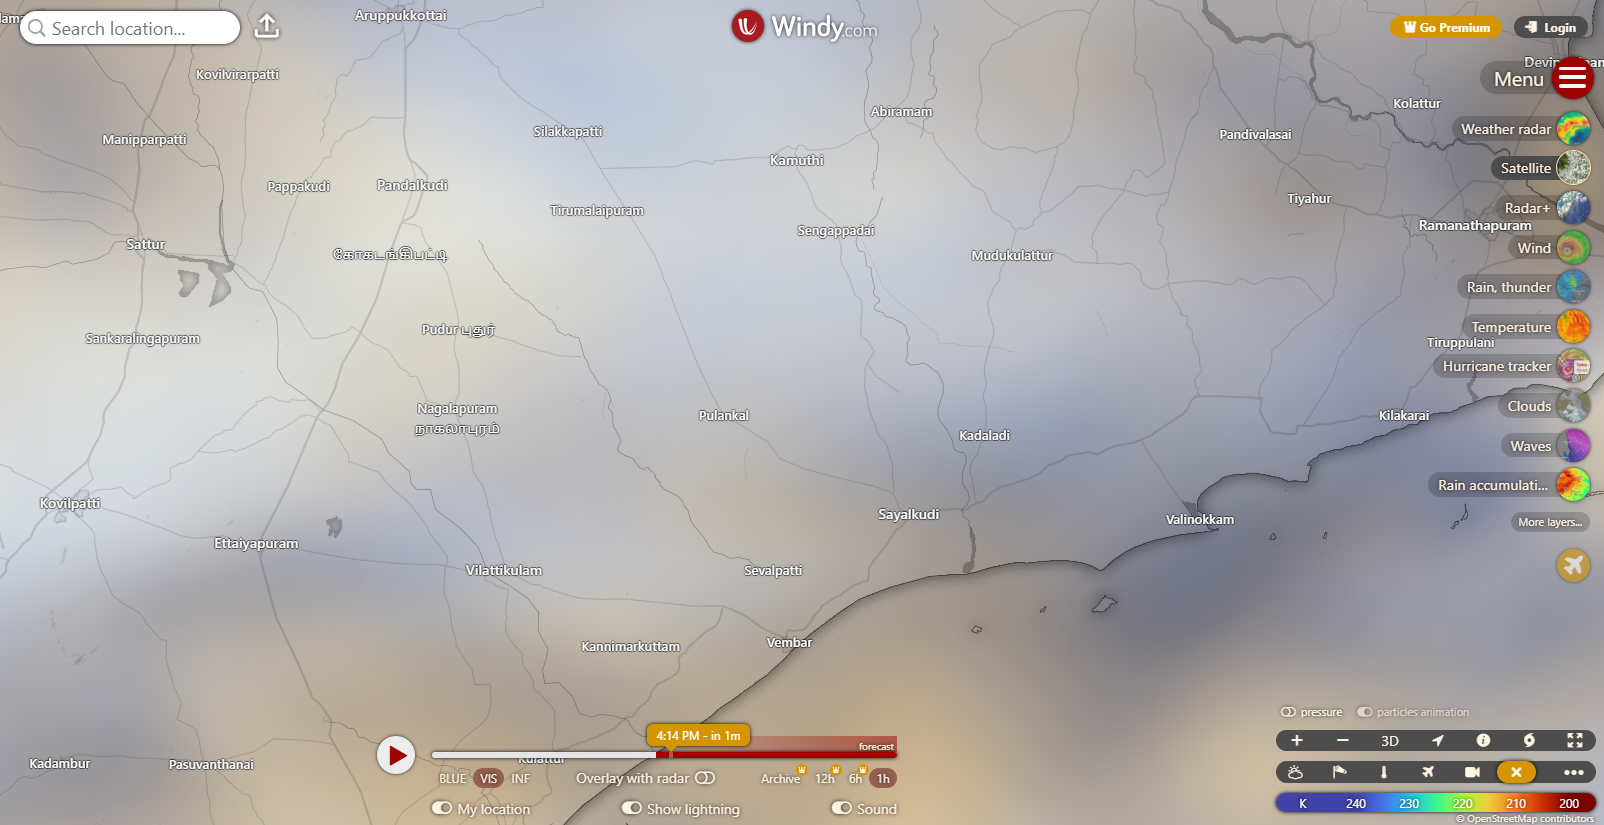 Aruppukkottai
Search location...
Windy.com
Go Premium
Login
Kovilvirarpatti
Menu
Kolattur
Abiramam
Weather radar
Silakkapatti
Pandivalasai
Manipparpatti
Kamuthi
Satellite
Pappakudi
Pandalkudi
Tiyahur
Radar+
Tirumalaipuram
Ramanathapuram
Sengappadai
Sattur
Wind
கோகடங்கிபட்டி
Mudukulattur
Rain, thunder
Temperature
Pudur புதூர்
Sankaralingapuram
Tiruppulani
Hurricane tracker
Clouds
Nagalapuram
நாகலாபுரம்
Pulankal
Kilakarai
Kadaladi
Waves
Rain accumulati...
Kovilpatti
Sayalkudi
Valinokkam
More layers...
Ettaiyapuram
Vilattikulam
Sevalpatti
Kannimarkuttam
Vembar
pressure
particles animation
4:14 PM - in 1m
forecast
3D
Kadambur
Pasuvanthanai
Kulattur
BLUE VIS INF
Overlay with radar
Archive 12h 6h 1h
My location
Show lightning
Sound
K 240 230 220 210 200
© OpenStreetMap contributors